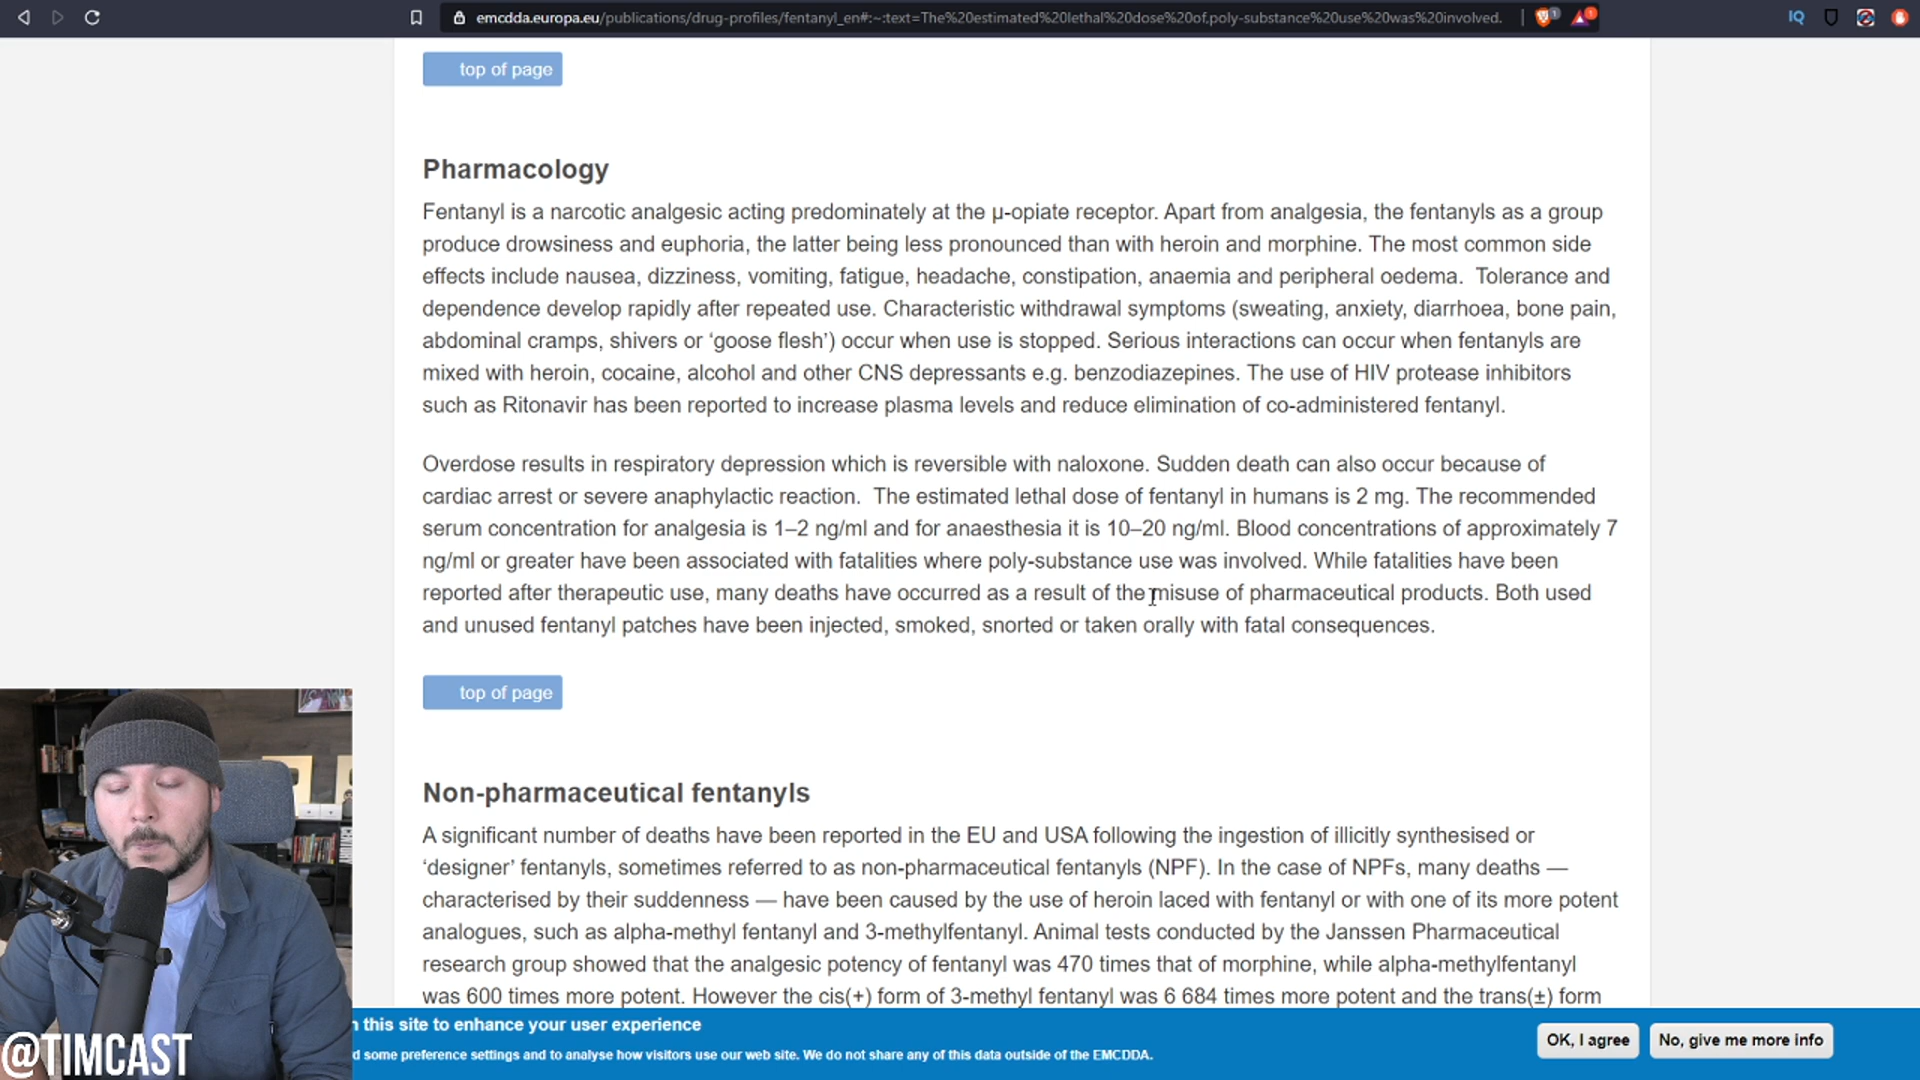 emcdda.europa.eu/publications/drug-profiles/fentanyl_en#:~:text=The%20estimated%20lethal%20dose%20of,poly-substance%20use%20was%20involved.
top of page
Pharmacology
Fentanyl is a narcotic analgesic acting predominately at the µ-opiate receptor. Apart from analgesia, the fentanyls as a group
produce drowsiness and euphoria, the latter being less pronounced than with heroin and morphine. The most common side
effects include nausea, dizziness, vomiting, fatigue, headache, constipation, anaemia and peripheral oedema.  Tolerance and
dependence develop rapidly after repeated use. Characteristic withdrawal symptoms (sweating, anxiety, diarrhoea, bone pain,
abdominal cramps, shivers or ‘goose flesh’) occur when use is stopped. Serious interactions can occur when fentanyls are
mixed with heroin, cocaine, alcohol and other CNS depressants e.g. benzodiazepines. The use of HIV protease inhibitors
such as Ritonavir has been reported to increase plasma levels and reduce elimination of co-administered fentanyl.
Overdose results in respiratory depression which is reversible with naloxone. Sudden death can also occur because of
cardiac arrest or severe anaphylactic reaction.  The estimated lethal dose of fentanyl in humans is 2 mg. The recommended
serum concentration for analgesia is 1–2 ng/ml and for anaesthesia it is 10–20 ng/ml. Blood concentrations of approximately 7
ng/ml or greater have been associated with fatalities where poly-substance use was involved. While fatalities have been
reported after therapeutic use, many deaths have occurred as a result of the misuse of pharmaceutical products. Both used
and unused fentanyl patches have been injected, smoked, snorted or taken orally with fatal consequences.
top of page
Non-pharmaceutical fentanyls
A significant number of deaths have been reported in the EU and USA following the ingestion of illicitly synthesised or
‘designer’ fentanyls, sometimes referred to as non-pharmaceutical fentanyls (NPF). In the case of NPFs, many deaths —
characterised by their suddenness — have been caused by the use of heroin laced with fentanyl or with one of its more potent
analogues, such as alpha-methyl fentanyl and 3-methylfentanyl. Animal tests conducted by the Janssen Pharmaceutical
research group showed that the analgesic potency of fentanyl was 470 times that of morphine, while alpha-methylfentanyl
was 600 times more potent. However the cis(+) form of 3-methyl fentanyl was 6 684 times more potent and the trans(±) form
this site to enhance your user experience
some preference settings and to analyse how visitors use our web site. We do not share any of this data outside of the EMCDDA.
OK, I agree
No, give me more info
@TIMCAST
IQ